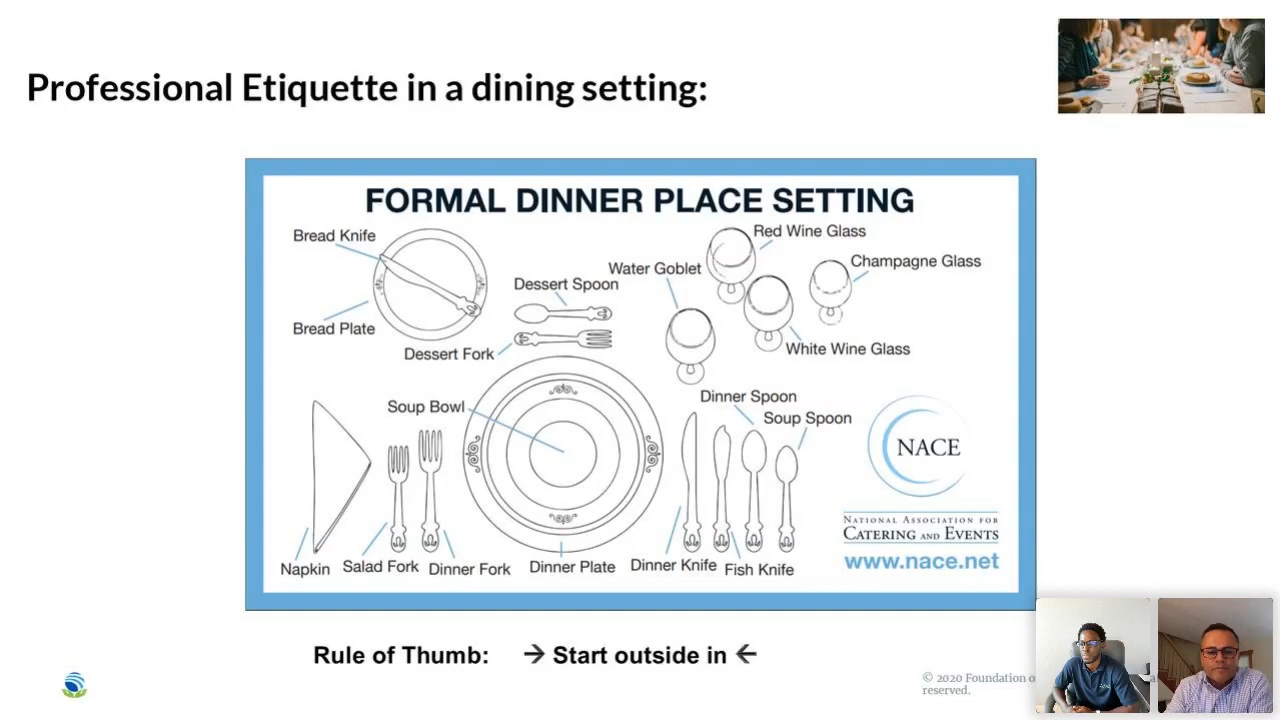 Professional Etiquette in a dining setting:
FORMAL DINNER PLACE SETTING
Bread Knife
Red Wine Glass
Champagne Glass
Water Goblet
Dessert Spoon
Bread Plate
White Wine Glass
Dessert Fork
Dinner Spoon
Soup Bowl
Soup Spoon
NACE
NATIONAL ASSOCIATION FOR
CATERING AND EVENTS
www.nace.net
Napkin
Salad Fork
Dinner Fork
Dinner Plate
Dinner Knife
Fish Knife
Rule of Thumb: → Start outside in ←
© 2020 Foundation
reserved.